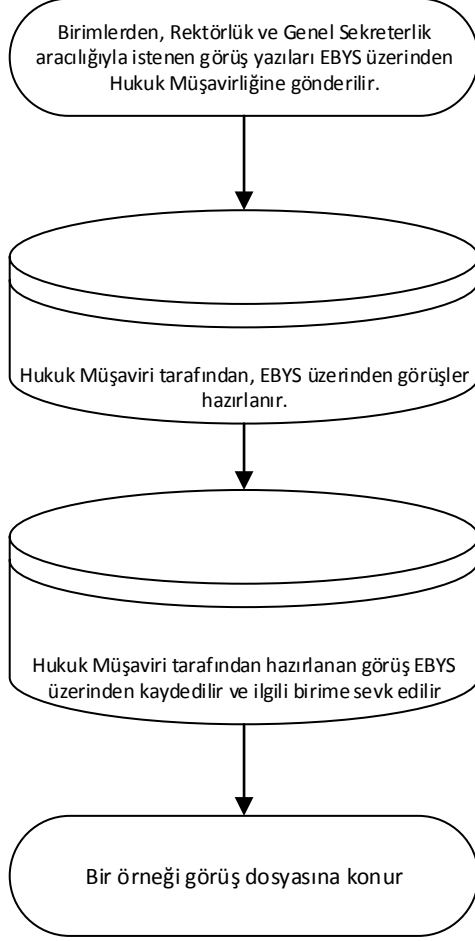 Birimlerden, Rektörlük ve Genel Sekreterlik
aracılığıyla istenen görüş yazıları EBYS üzerinden
Hukuk Müşavirliğine gönderilir.
Hukuk Müşaviri tarafından, EBYS üzerinden görüşler
hazırlanır.
Hukuk Müşaviri tarafından hazırlanan görüş EBYS
üzerinden kaydedilir ve ilgili birime sevk edilir
Bir örneği görüş dosyasına konur